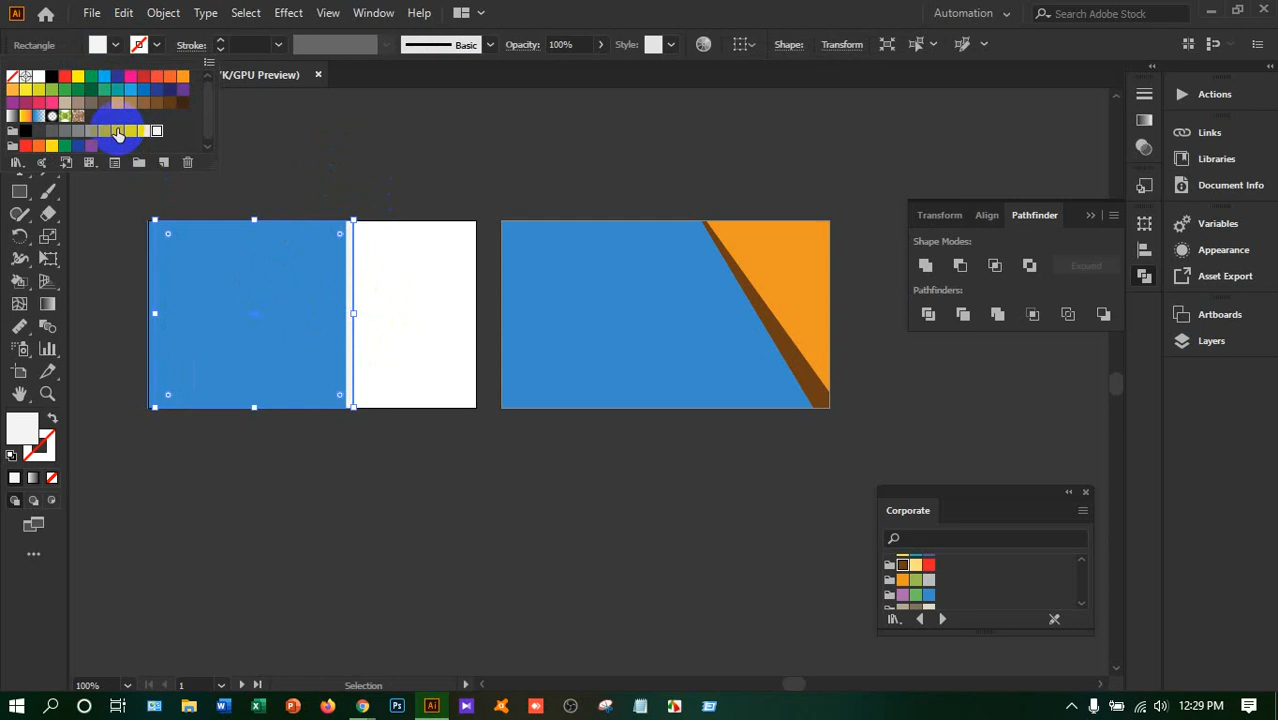 Ai File Edit Object Type Select Effect View Window Help Automation Search Adobe Stock
Rectangle Stroke: Basic Opacity: 100% Style: Shape: Transform
K/GPU Preview) ×
Actions
Links
Libraries
Document Info
Transform Align Pathfinder
Variables
Shape Modes:
Expand
Asset Export
Appearance
Pathfinders:
Artboards
Layers
Corporate
100% 1 Selection
W X P Ps Ai 12:29 PM